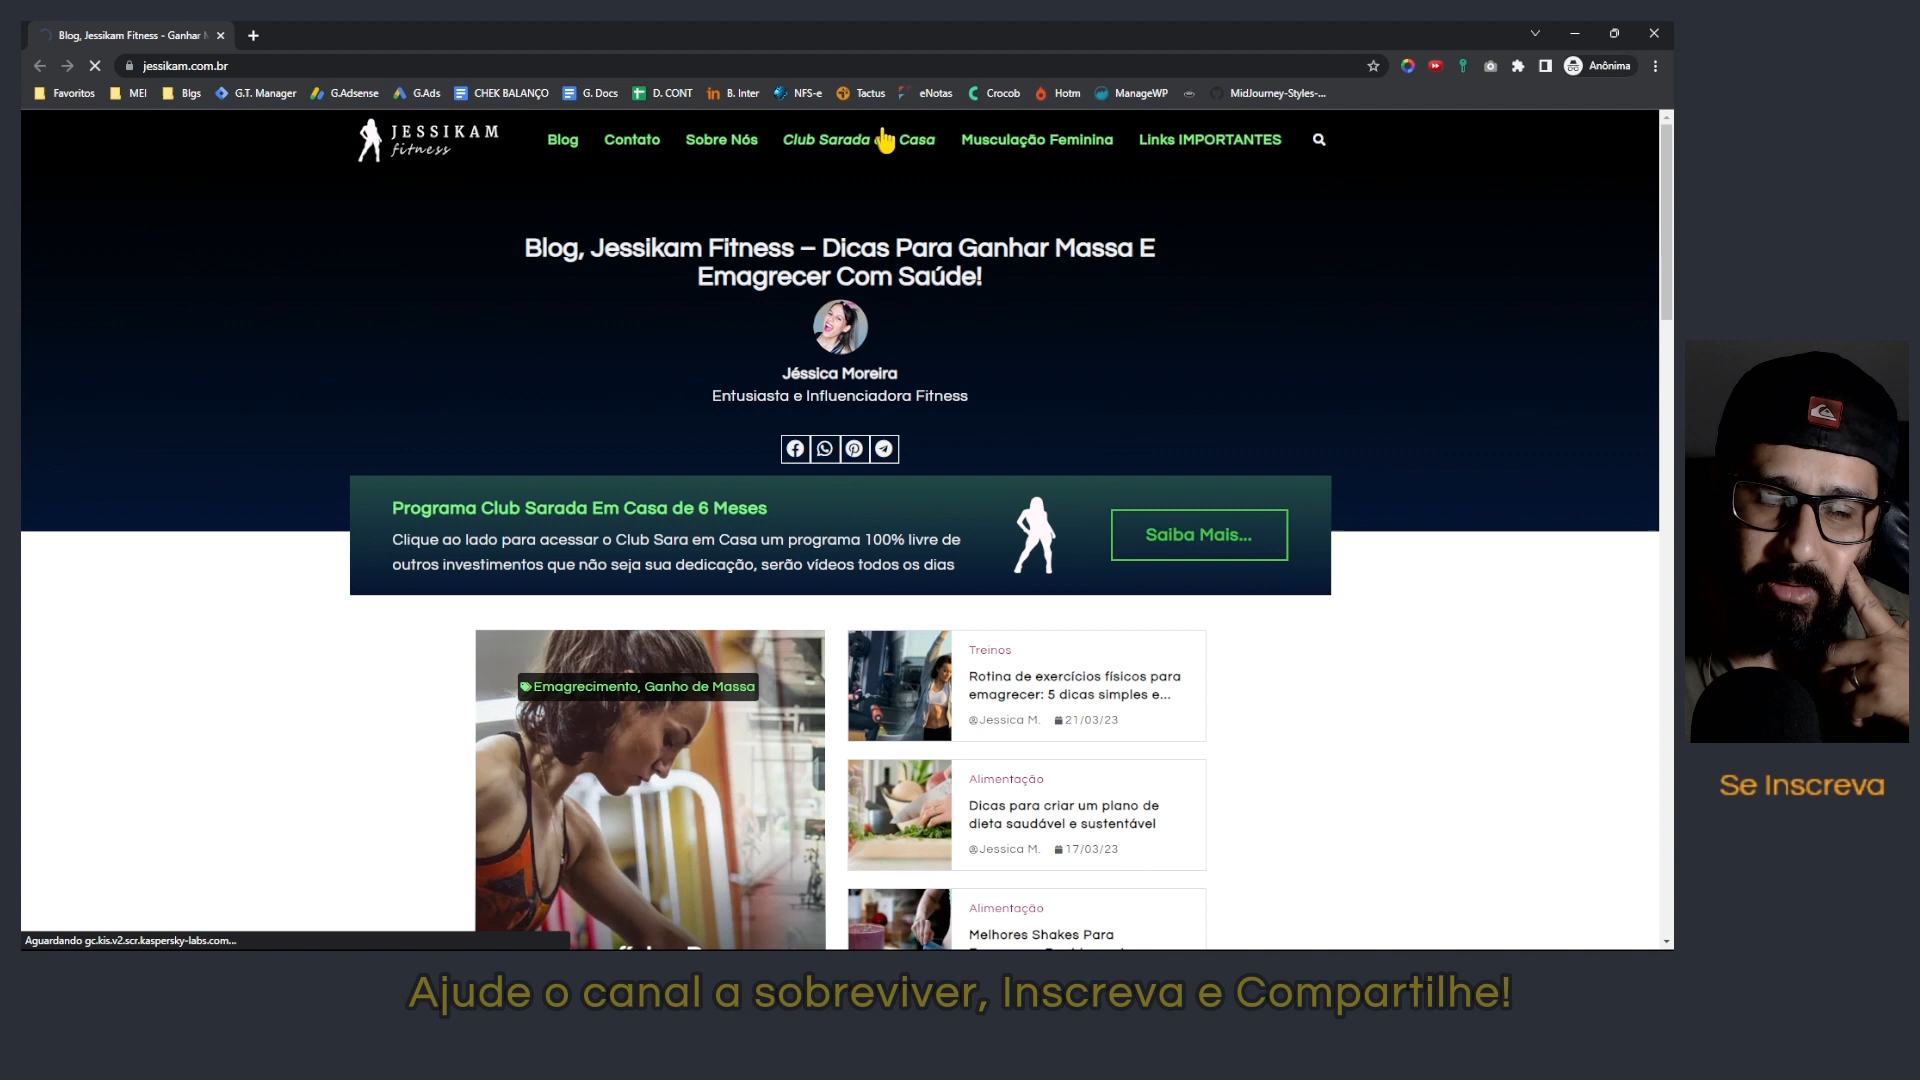 Blog, Jessikam Fitness - Ganhar
jessikam.com.br
Anônima
Favoritos MEI Blgs G.T. Manager G.Adsense G.Ads CHEK BALANÇO G. Docs D. CONT B. Inter NFS-e Tactus eNotas Crocob Hotm ManageWP MidJourney-Styles-...
JESSIKAM
fitness
Blog Contato Sobre Nós Club Sarada Casa Musculação Feminina Links IMPORTANTES
Blog, Jessikam Fitness – Dicas Para Ganhar Massa E
Emagrecer Com Saúde!
Jéssica Moreira
Entusiasta e Influenciadora Fitness
Programa Club Sarada Em Casa de 6 Meses
Clique ao lado para acessar o Club Sara em Casa um programa 100% livre de
outros investimentos que não seja sua dedicação, serão vídeos todos os dias
Saiba Mais...
Emagrecimento, Ganho de Massa
Treinos
Rotina de exercícios físicos para
emagrecer: 5 dicas simples e...
Jessica M. 21/03/23
Alimentação
Dicas para criar um plano de
dieta saudável e sustentável
Jessica M. 17/03/23
Alimentação
Melhores Shakes Para
Aguardando gc.kis.v2.scr.kaspersky-labs.com...
Se Inscreva
Ajude o canal a sobreviver, Inscreva e Compartilhe!